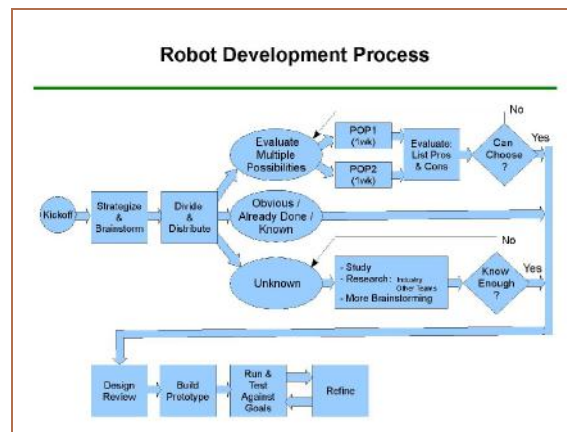 Robot Development Process
No
Evaluate
Multiple
Possibilities
POP1
(1wk)
POP2
(1wk)
Evaluate:
List Pros
& Cons
Can
Choose
?
Yes
Kickoff
Strategize
&
Brainstorm
Divide
&
Distribute
Obvious /
Already Done /
Known
No
Unknown
- Study
- Research: Industry
Other Teams
- More Brainstorming
Know
Enough
?
Yes
Design
Review
Build
Prototype
Run &
Test
Against
Goals
Refine